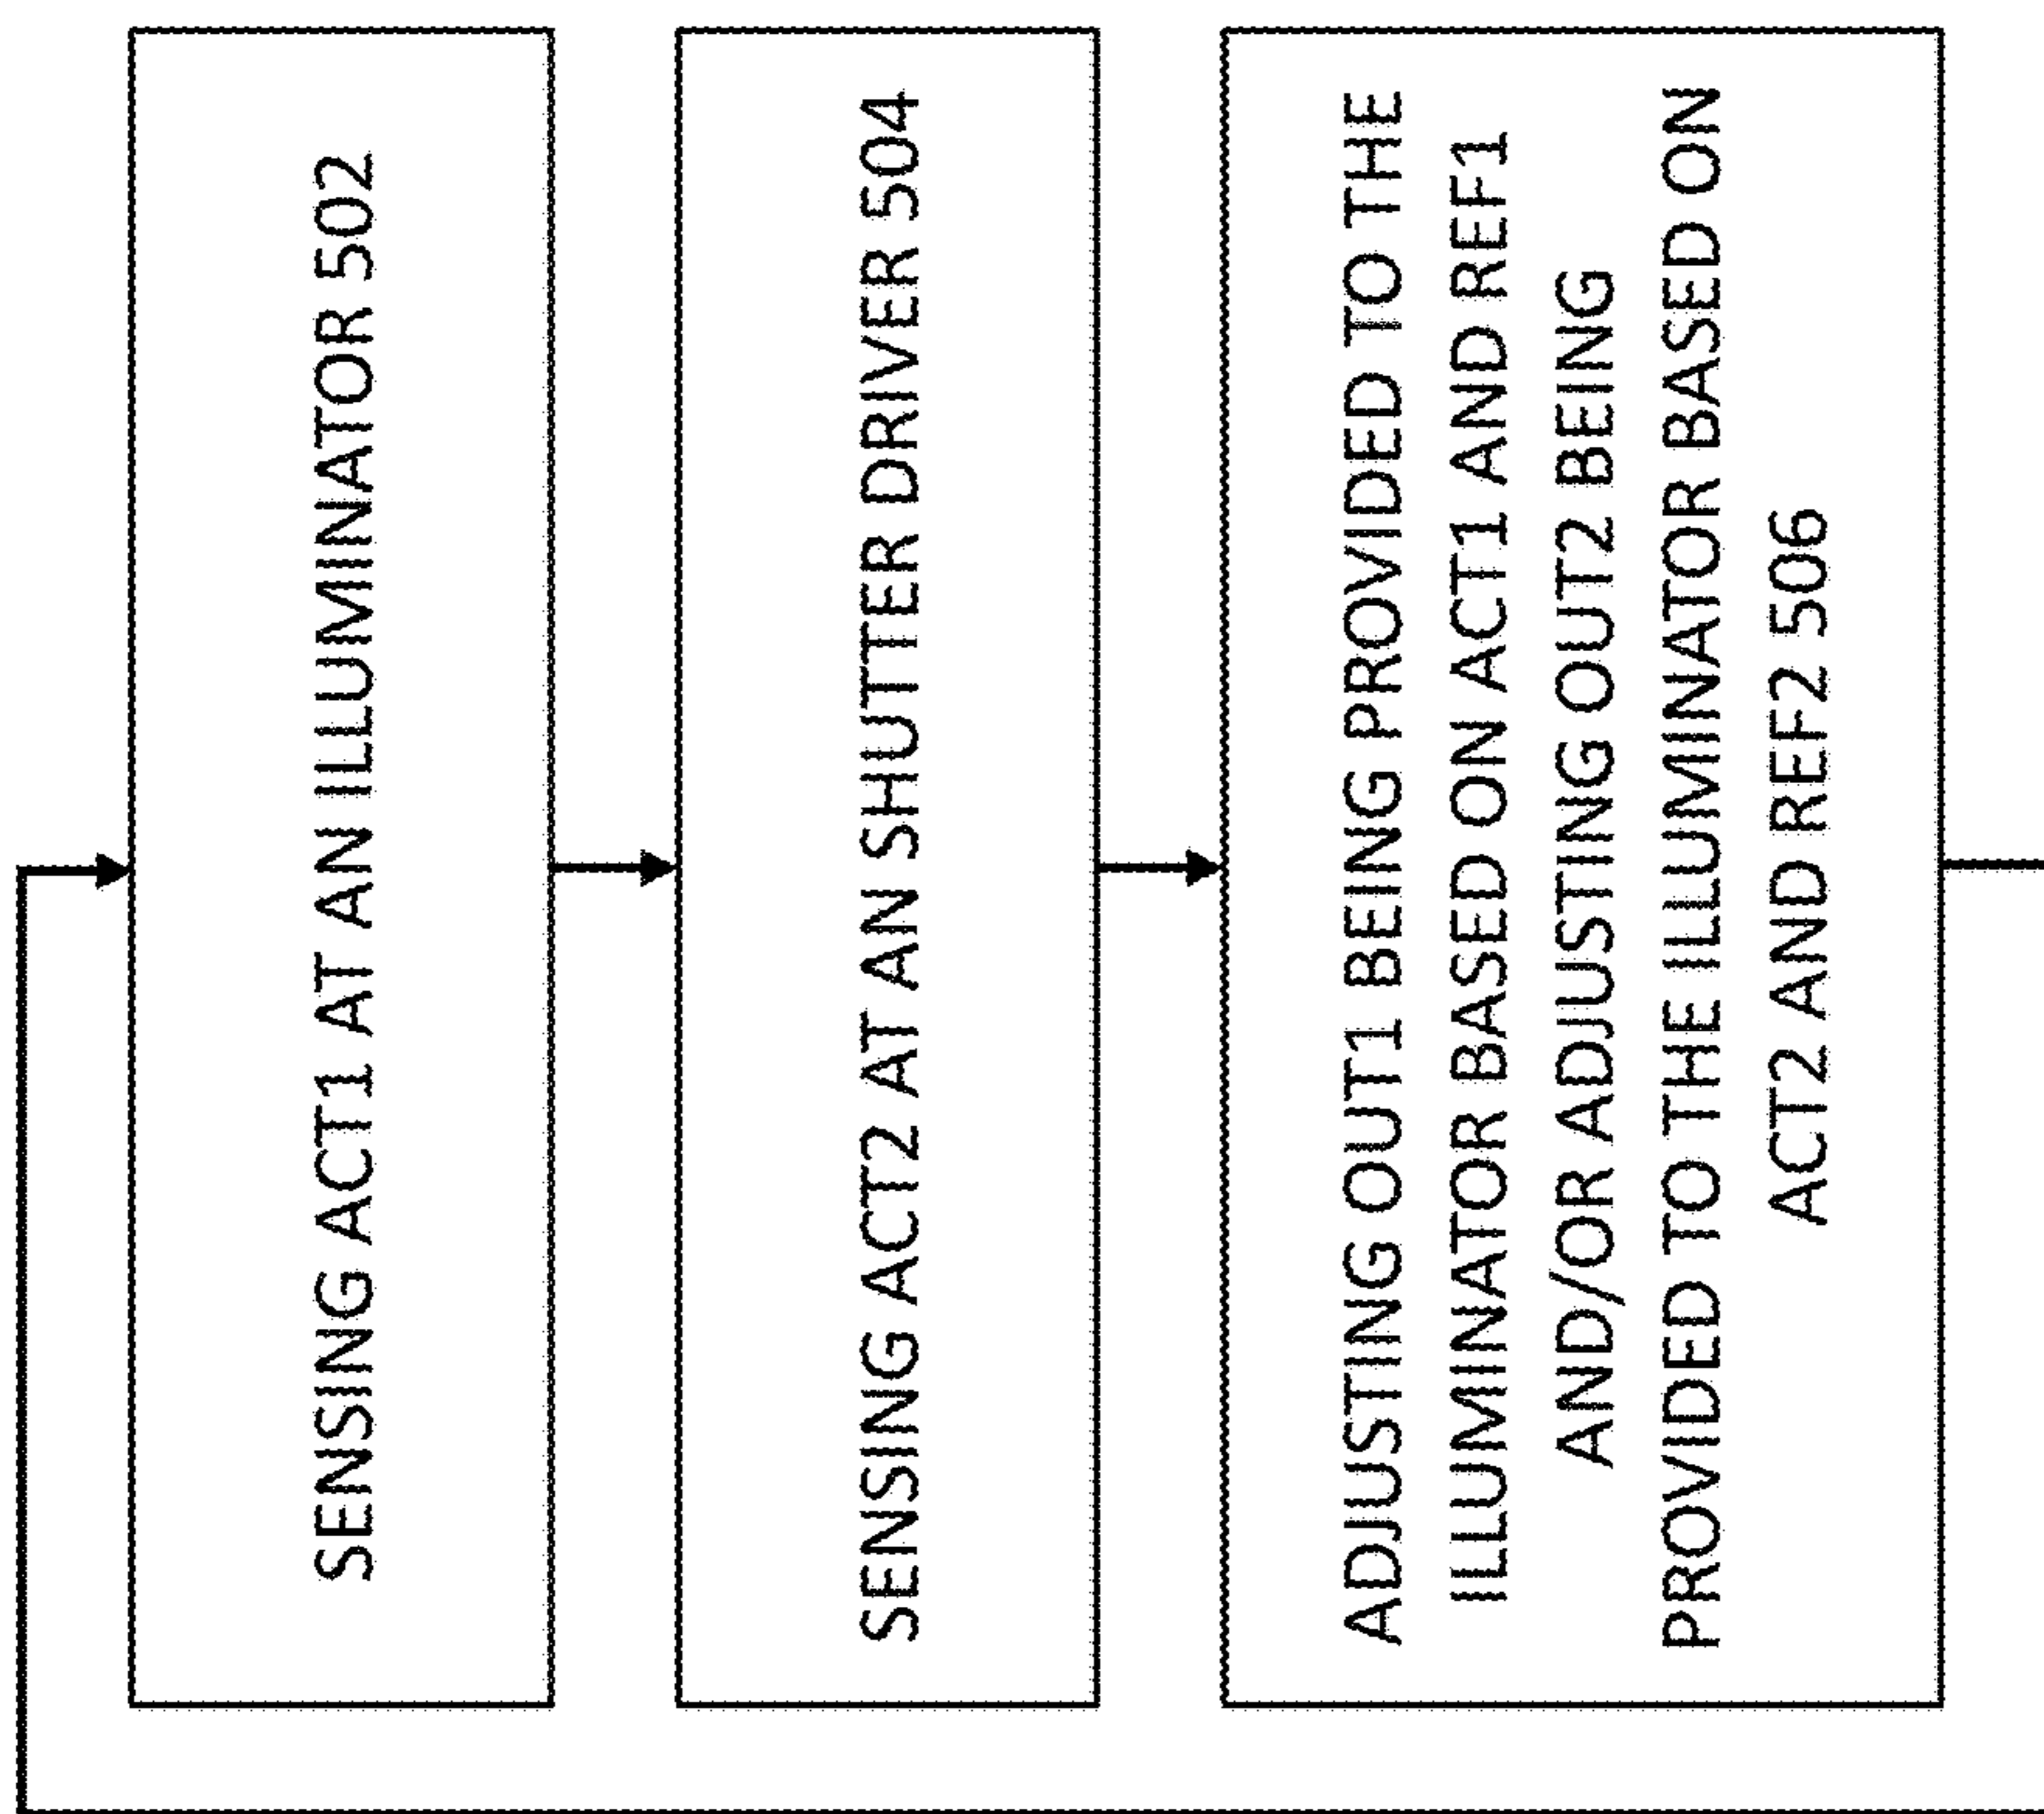 SENSING ACT1 AT AN ILLUMINATOR 502
SENSING ACT2 AT AN SHUTTER DRIVER 504
ADJUSTING OUT1 BEING PROVIDED TO THE
ILLUMINATOR BASED ON ACT1 AND REF1
AND/OR ADJUSTING OUT2 BEING
PROVIDED TO THE ILLUMINATOR BASED ON
ACT2 AND REF2 506